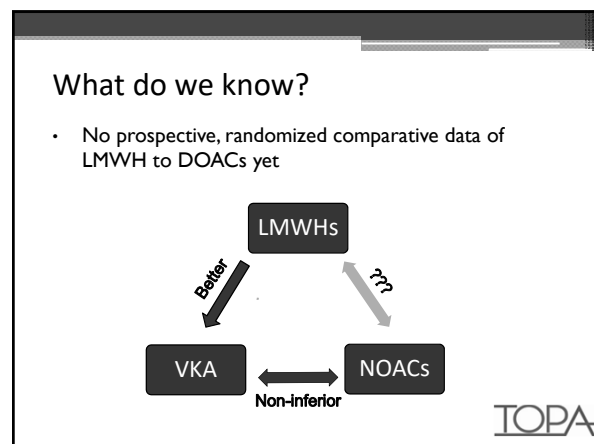 What do we know?
• No prospective, randomized comparative data of
LMWH to DOACs yet
LMWHs
Better
???
VKA
NOACs
Non-inferior
TOPA